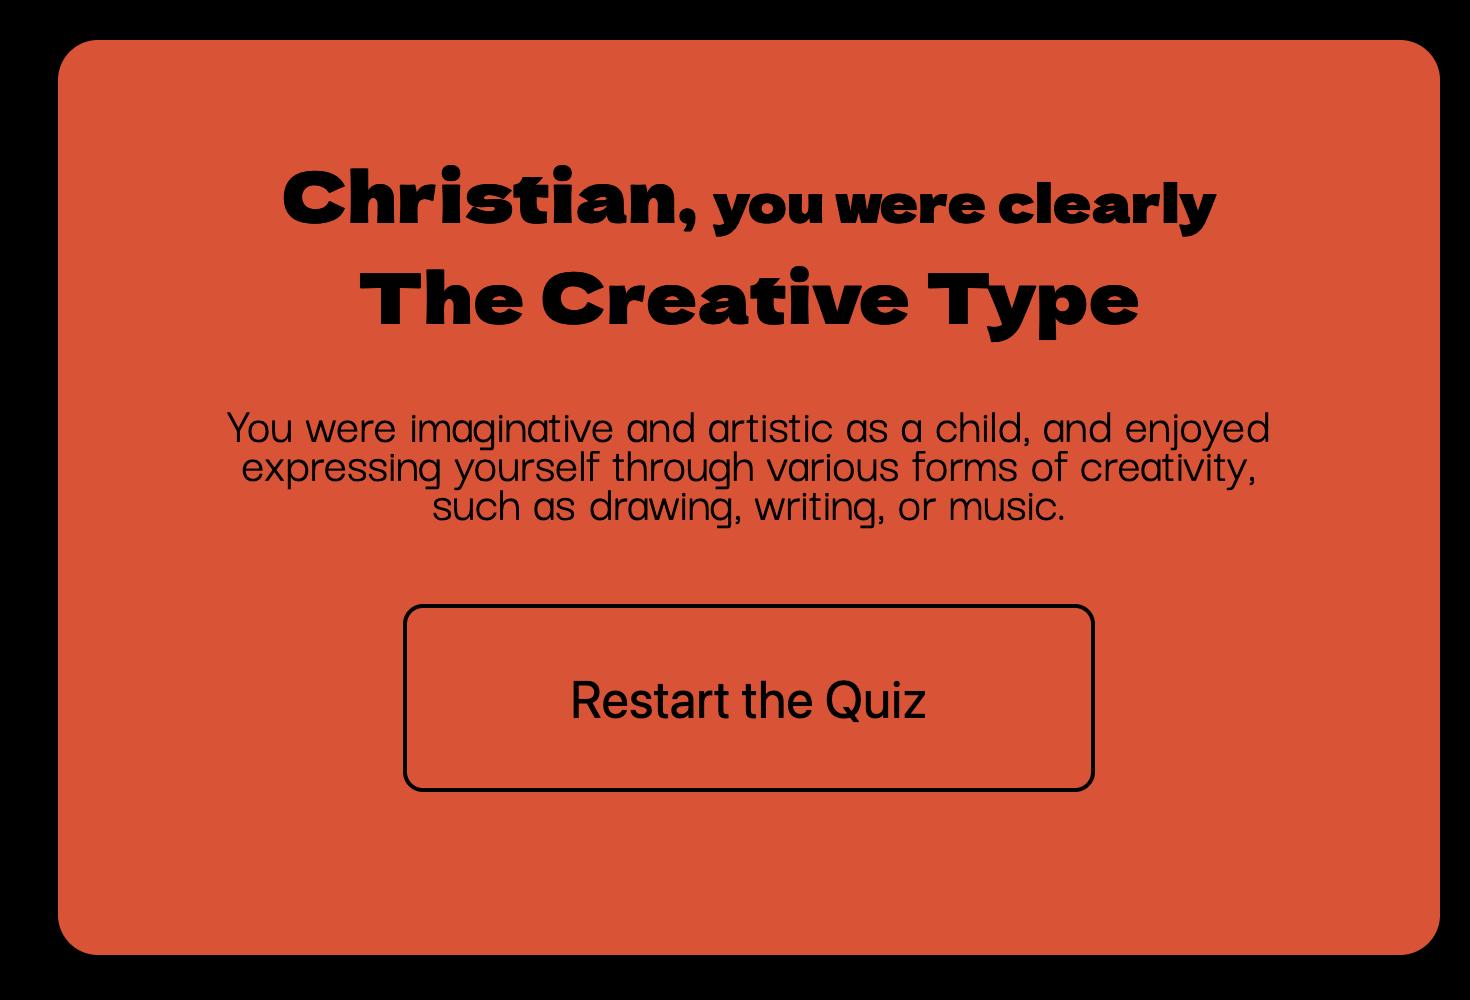 Christian, you were clearly
The Creative Type
You were imaginative and artistic as a child, and enjoyed
expressing yourself through various forms of creativity,
such as drawing, writing, or music.
Restart the Quiz